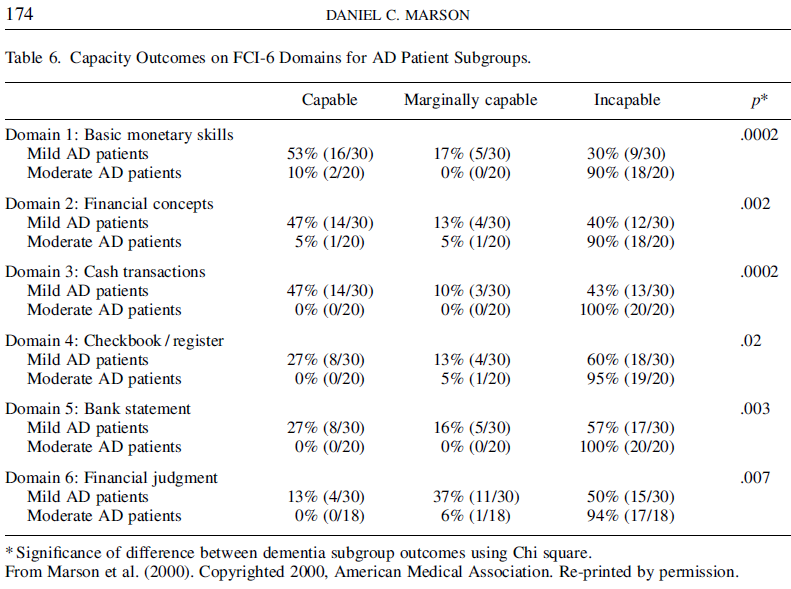 174 DANIEL C. MARSON
Table 6. Capacity Outcomes on FCI-6 Domains for AD Patient Subgroups.
Capable Marginally capable Incapable p*
Domain 1: Basic monetary skills .0002
Mild AD patients 53% (16/30) 17% (5/30) 30% (9/30)
Moderate AD patients 10% (2/20) 0% (0/20) 90% (18/20)
Domain 2: Financial concepts .002
Mild AD patients 47% (14/30) 13% (4/30) 40% (12/30)
Moderate AD patients 5% (1/20) 5% (1/20) 90% (18/20)
Domain 3: Cash transactions .0002
Mild AD patients 47% (14/30) 10% (3/30) 43% (13/30)
Moderate AD patients 0% (0/20) 0% (0/20) 100% (20/20)
Domain 4: Checkbook / register .02
Mild AD patients 27% (8/30) 13% (4/30) 60% (18/30)
Moderate AD patients 0% (0/20) 5% (1/20) 95% (19/20)
Domain 5: Bank statement .003
Mild AD patients 27% (8/30) 16% (5/30) 57% (17/30)
Moderate AD patients 0% (0/20) 0% (0/20) 100% (20/20)
Domain 6: Financial judgment .007
Mild AD patients 13% (4/30) 37% (11/30) 50% (15/30)
Moderate AD patients 0% (0/18) 6% (1/18) 94% (17/18)
* Significance of difference between dementia subgroup outcomes using Chi square.
From Marson et al. (2000). Copyrighted 2000, American Medical Association. Re-printed by permission.